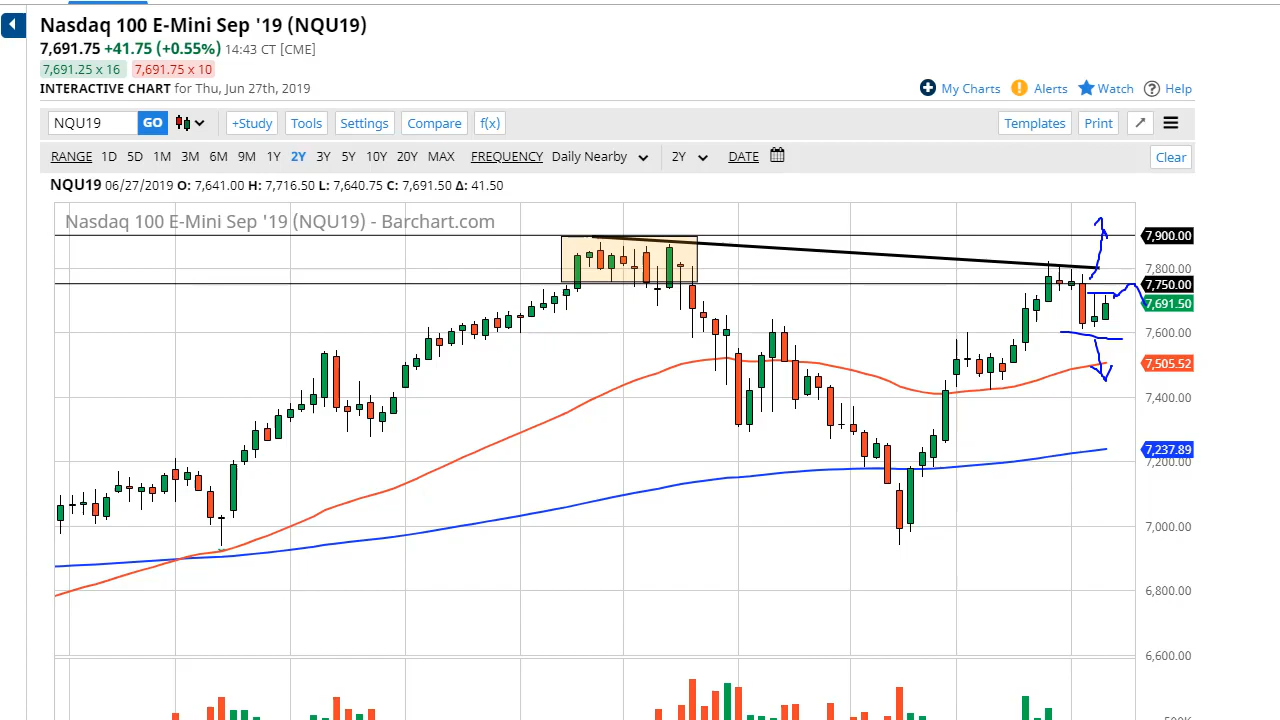 Nasdaq 100 E-Mini Sep '19 (NQU19)
7,691.75 +41.75 (+0.55%) 14:43 CT [CME]
7,691.25 x 16 7,691.75 x 10
INTERACTIVE CHART for Thu, Jun 27th, 2019
My Charts Alerts Watch Help
NQU19 GO +Study Tools Settings Compare f(x) Templates Print
RANGE 1D 5D 1M 3M 6M 9M 1Y 2Y 3Y 5Y 10Y 20Y MAX FREQUENCY Daily Nearby 2Y DATE Clear
NQU19 06/27/2019 O: 7,641.00 H: 7,716.50 L: 7,640.75 C: 7,691.50 Δ: 41.50
Nasdaq 100 E-Mini Sep '19 (NQU19) - Barchart.com
7,900.00
7,800.00
7,750.00
7,691.50
7,600.00
7,505.52
7,400.00
7,237.89
7,200.00
7,000.00
6,800.00
6,600.00